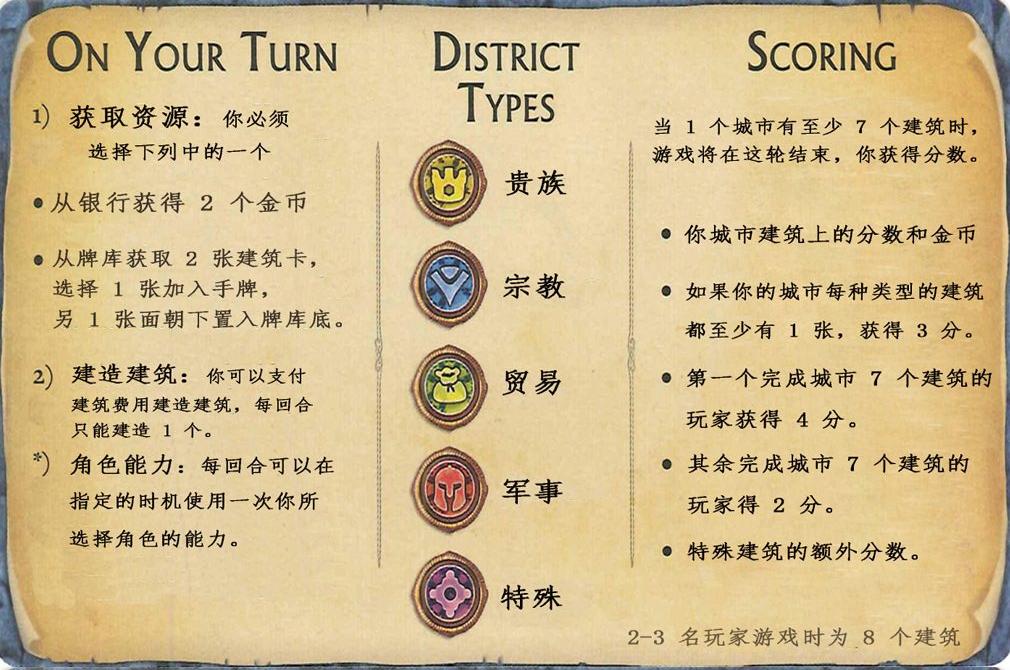 ON YOUR TURN
1) 获取资源：你必须
选择下列中的一个
• 从银行获得 2 个金币
• 从牌库获取 2 张建筑卡，
选择 1 张加入手牌，
另 1 张面朝下置入牌库底。
2) 建造建筑：你可以支付
建筑费用建造建筑，每回合
只能建造 1 个。
*) 角色能力：每回合可以在
指定的时机使用一次你所
选择角色的能力。
DISTRICT
TYPES
贵族
宗教
贸易
军事
特殊
SCORING
当 1 个城市有至少 7 个建筑时，
游戏将在这轮结束，你获得分数。
• 你城市建筑上的分数和金币
• 如果你的城市每种类型的建筑
都至少有 1 张，获得 3 分。
• 第一个完成城市 7 个建筑的
玩家获得 4 分。
• 其余完成城市 7 个建筑的
玩家得 2 分。
• 特殊建筑的额外分数。
2-3 名玩家游戏时为 8 个建筑